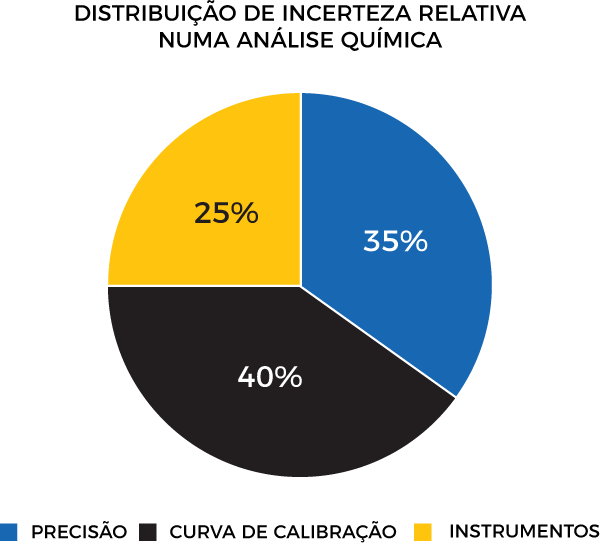 DISTRIBUIÇÃO DE INCERTEZA RELATIVA
NUMA ANÁLISE QUÍMICA
25%
35%
40%
PRECISÃO
CURVA DE CALIBRAÇÃO
INSTRUMENTOS